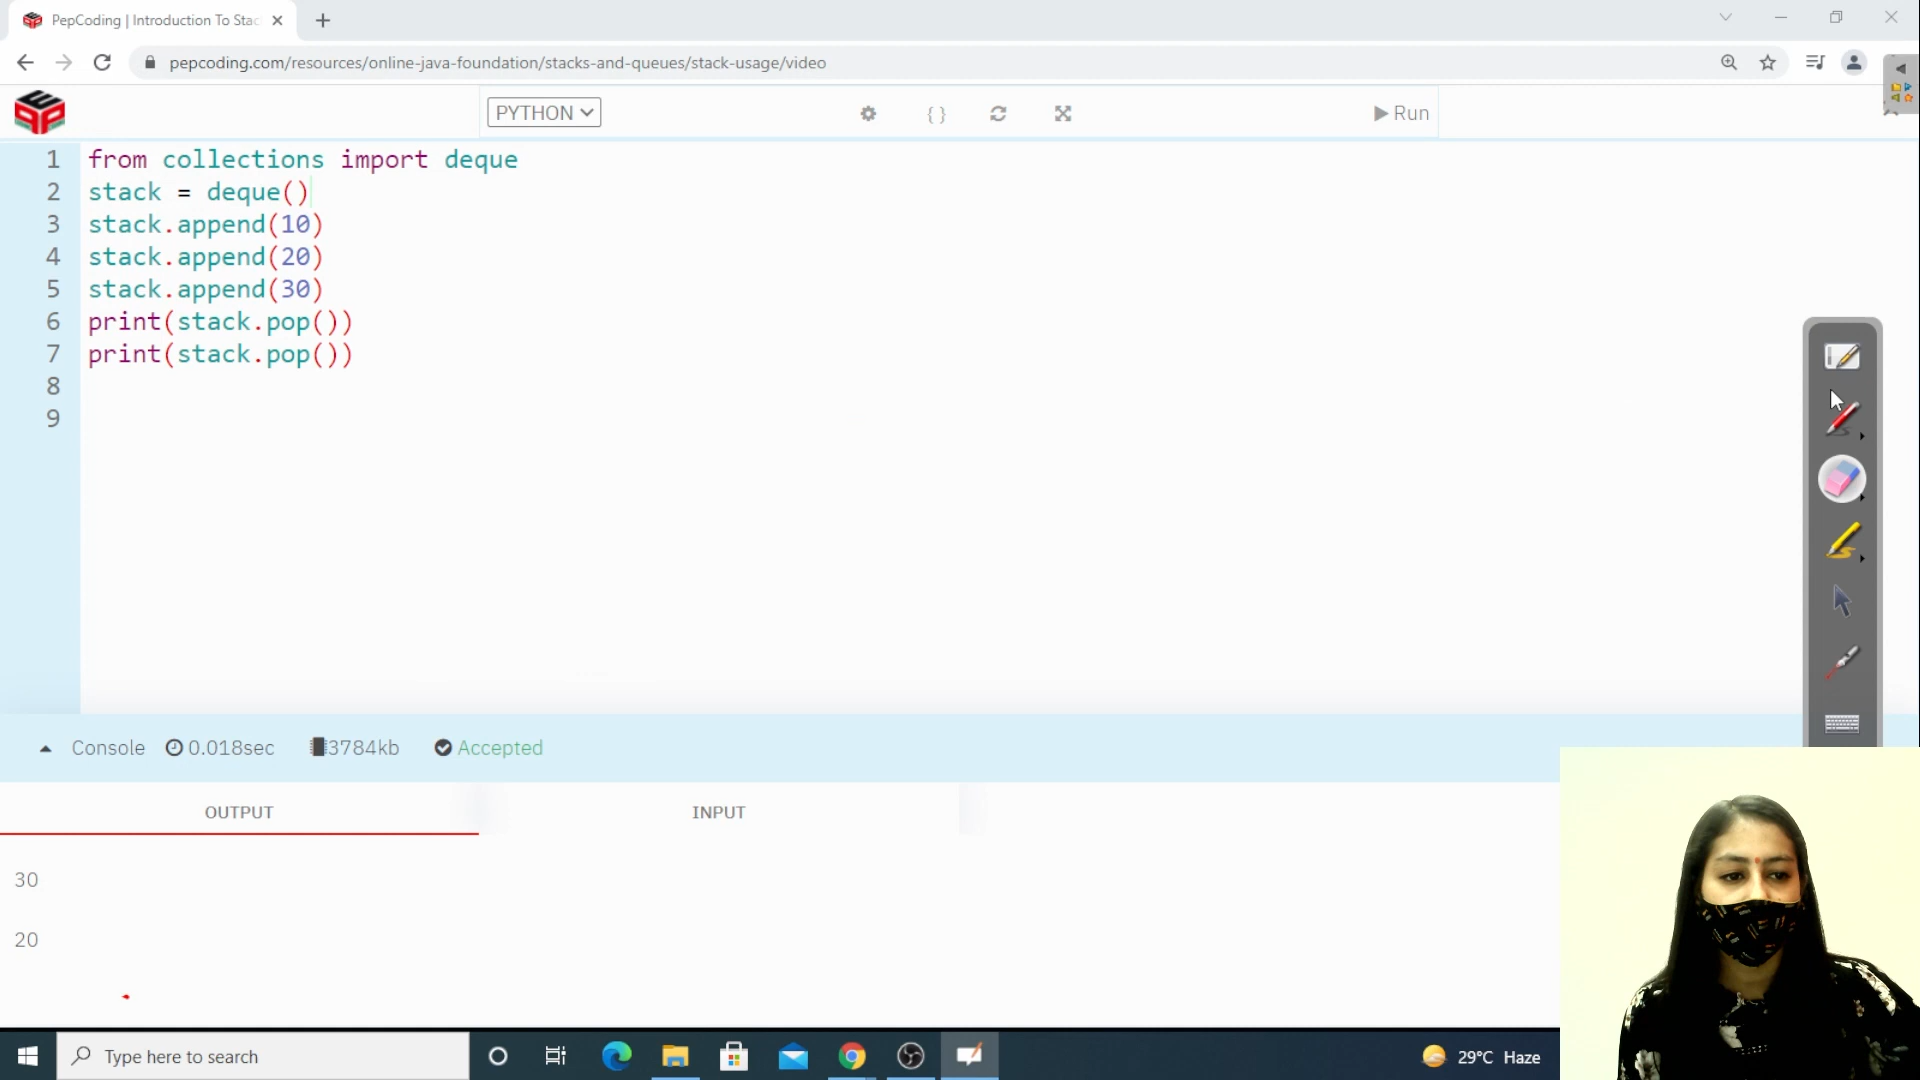 PepCoding | Introduction To Stac
pepcoding.com/resources/online-java-foundation/stacks-and-queues/stack-usage/video
PEP
PYTHON
{ }
Run
1 from collections import deque
2 stack = deque()
3 stack.append(10)
4 stack.append(20)
5 stack.append(30)
6 print(stack.pop())
7 print(stack.pop())
8
9
Console 0.018sec 3784kb Accepted
OUTPUT INPUT
30
20
Type here to search
29°C Haze